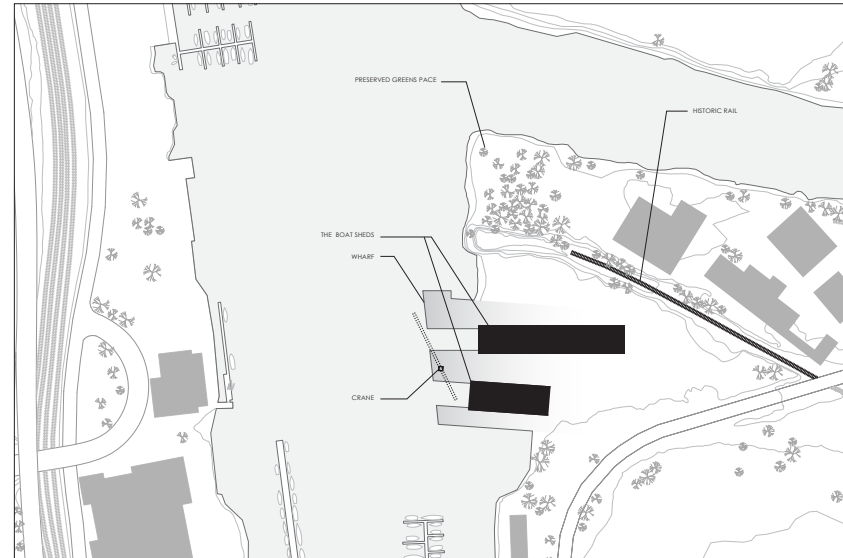 PRESERVED GREENS PACE
HISTORIC RAIL
THE BOAT SHEDS
WHARF
CRANE